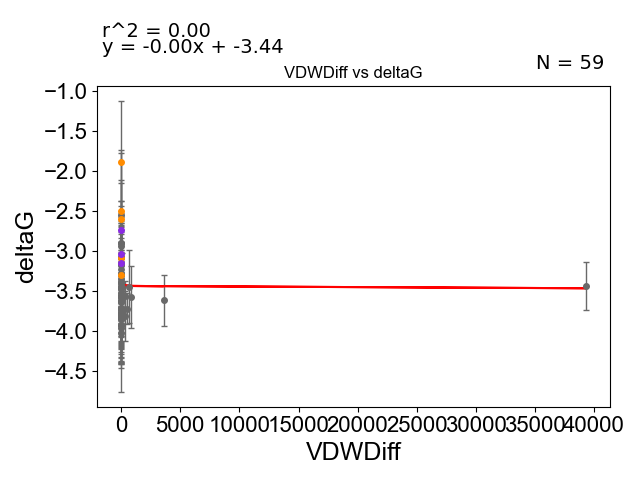 r^2 = 0.00
y = -0.00x + -3.44
N = 59
VDWDiff vs deltaG
−1.0
−1.5
−2.0
−2.5
−3.0
−3.5
−4.0
−4.5
deltaG
0 5000 10000 15000 20000 25000 30000 35000 40000
VDWDiff